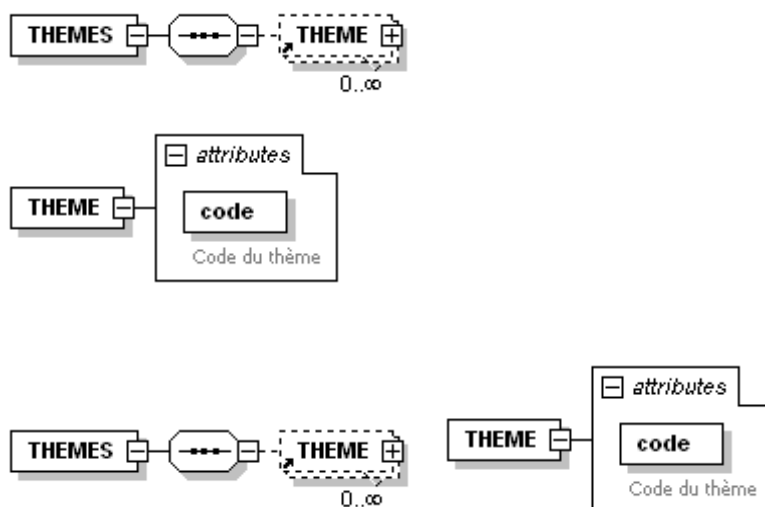 THEMES THEME
0..∞
attributes
THEME code
Code du thème
attributes
THEMES THEME THEME code
0..∞ Code du thème